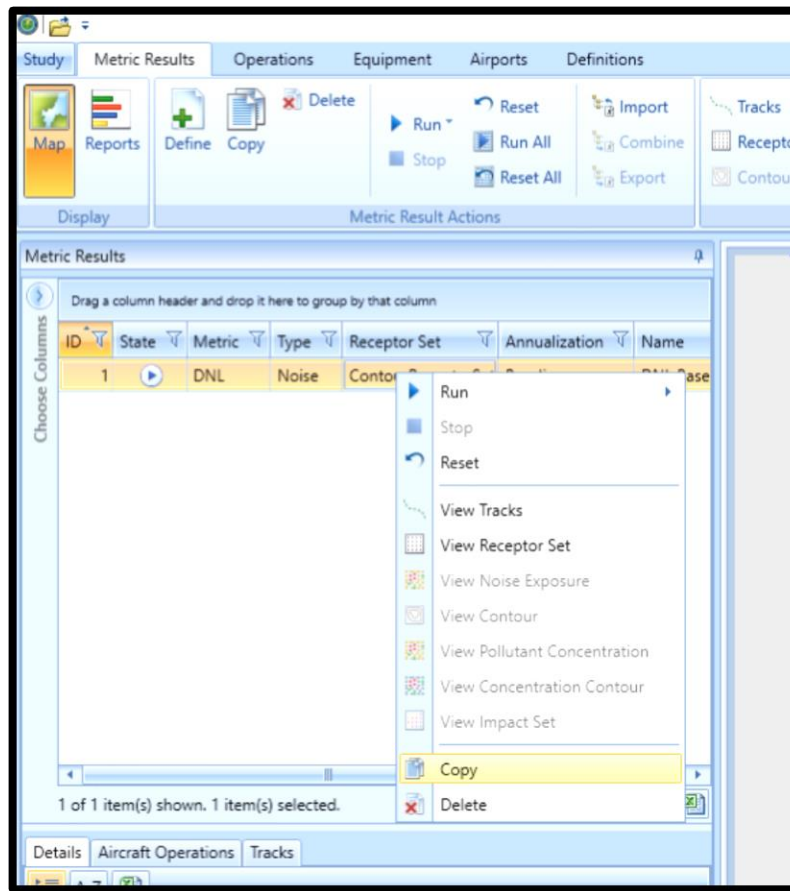 Study Metric Results Operations Equipment Airports Definitions
Map Reports Define Copy Delete Run Stop Reset Run All Reset All Import Combine Export Tracks
Display Metric Result Actions
Metric Results
Choose Columns
Drag a column header and drop it here to group by that column
ID State Metric Type Receptor Set Annualization Name
1 DNL Noise
Run
Stop
Reset
View Tracks
View Receptor Set
View Noise Exposure
View Contour
View Pollutant Concentration
View Concentration Contour
View Impact Set
Copy
Delete
1 of 1 item(s) shown. 1 item(s) selected.
Details Aircraft Operations Tracks